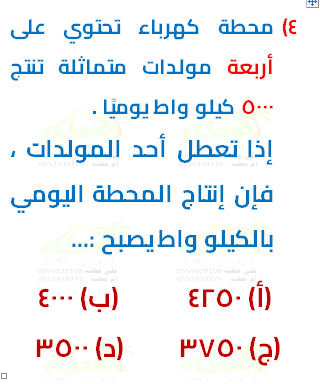 ٤) محطة كهرباء تحتوي على
أربعة مولدات متماثلة تنتج
٥٠٠٠ كيلو واط يوميًا .
إذا تعطل أحد المولدات ،
فإن إنتاج المحطة اليومي
بالكيلو واط يصبح :...
(أ) ٤٢٥٠ (ب) ٤٠٠٠
(ج) ٣٧٥٠ (د) ٣٥٠٠